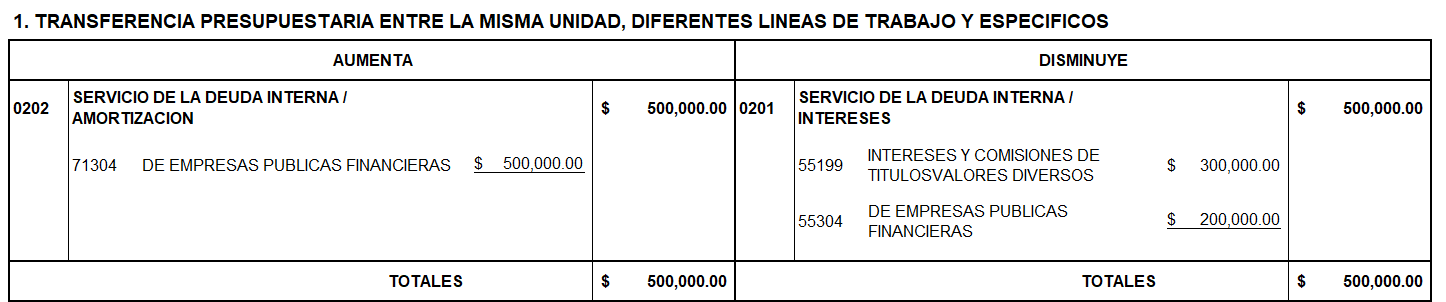 1. TRANSFERENCIA PRESUPUESTARIA ENTRE LA MISMA UNIDAD, DIFERENTES LINEAS DE TRABAJO Y ESPECIFICOS
AUMENTA
DISMINUYE
0202 SERVICIO DE LA DEUDA INTERNA /
AMORTIZACION
$ 500,000.00
71304 DE EMPRESAS PUBLICAS FINANCIERAS $ 500,000.00
0201 SERVICIO DE LA DEUDA INTERNA /
INTERESES
$ 500,000.00
55199 INTERESES Y COMISIONES DE
TITULOSVALORES DIVERSOS
$ 300,000.00
55304 DE EMPRESAS PUBLICAS
FINANCIERAS
$ 200,000.00
TOTALES $ 500,000.00
TOTALES $ 500,000.00